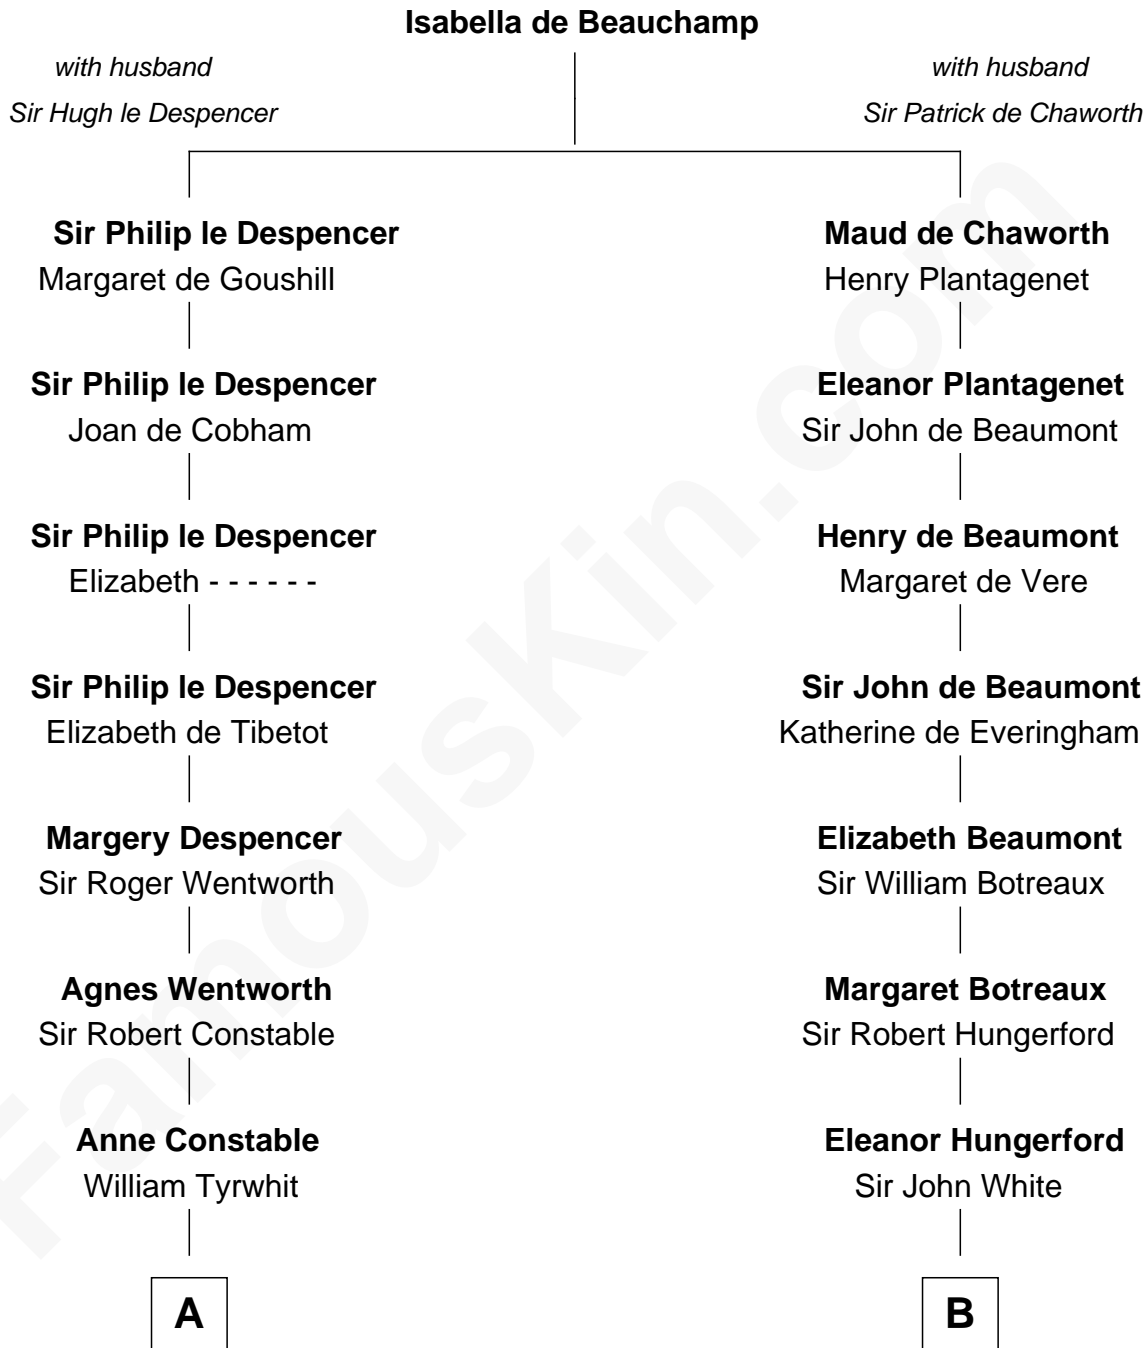 Isabella de Beauchamp
with husband
Sir Hugh le Despencer
with husband
Sir Patrick de Chaworth
Sir Philip le Despencer
Margaret de Goushill
Maud de Chaworth
Henry Plantagenet
Sir Philip le Despencer
Joan de Cobham
Eleanor Plantagenet
Sir John de Beaumont
Sir Philip le Despencer
Elizabeth - - - - - -
Henry de Beaumont
Margaret de Vere
Sir Philip le Despencer
Elizabeth de Tibetot
Sir John de Beaumont
Katherine de Everingham
Margery Despencer
Sir Roger Wentworth
Elizabeth Beaumont
Sir William Botreaux
Agnes Wentworth
Sir Robert Constable
Margaret Botreaux
Sir Robert Hungerford
Anne Constable
William Tyrwhit
Eleanor Hungerford
Sir John White
A
B
FamousKin.com